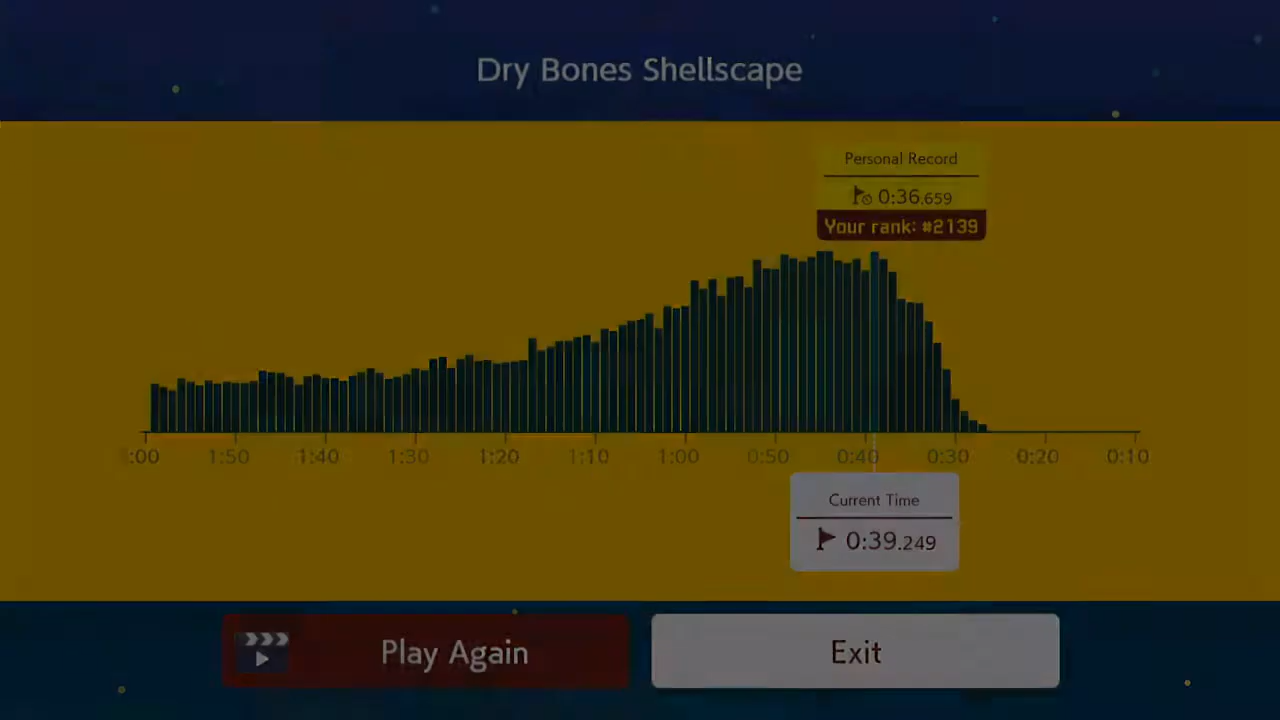 Dry Bones Shellscape
Personal Record
0:36.659
Your rank: #2139
:00 1:50 1:40 1:30 1:20 1:10 1:00 0:50 0:40 0:30 0:20 0:10
Current Time
0:39.249
Play Again
Exit